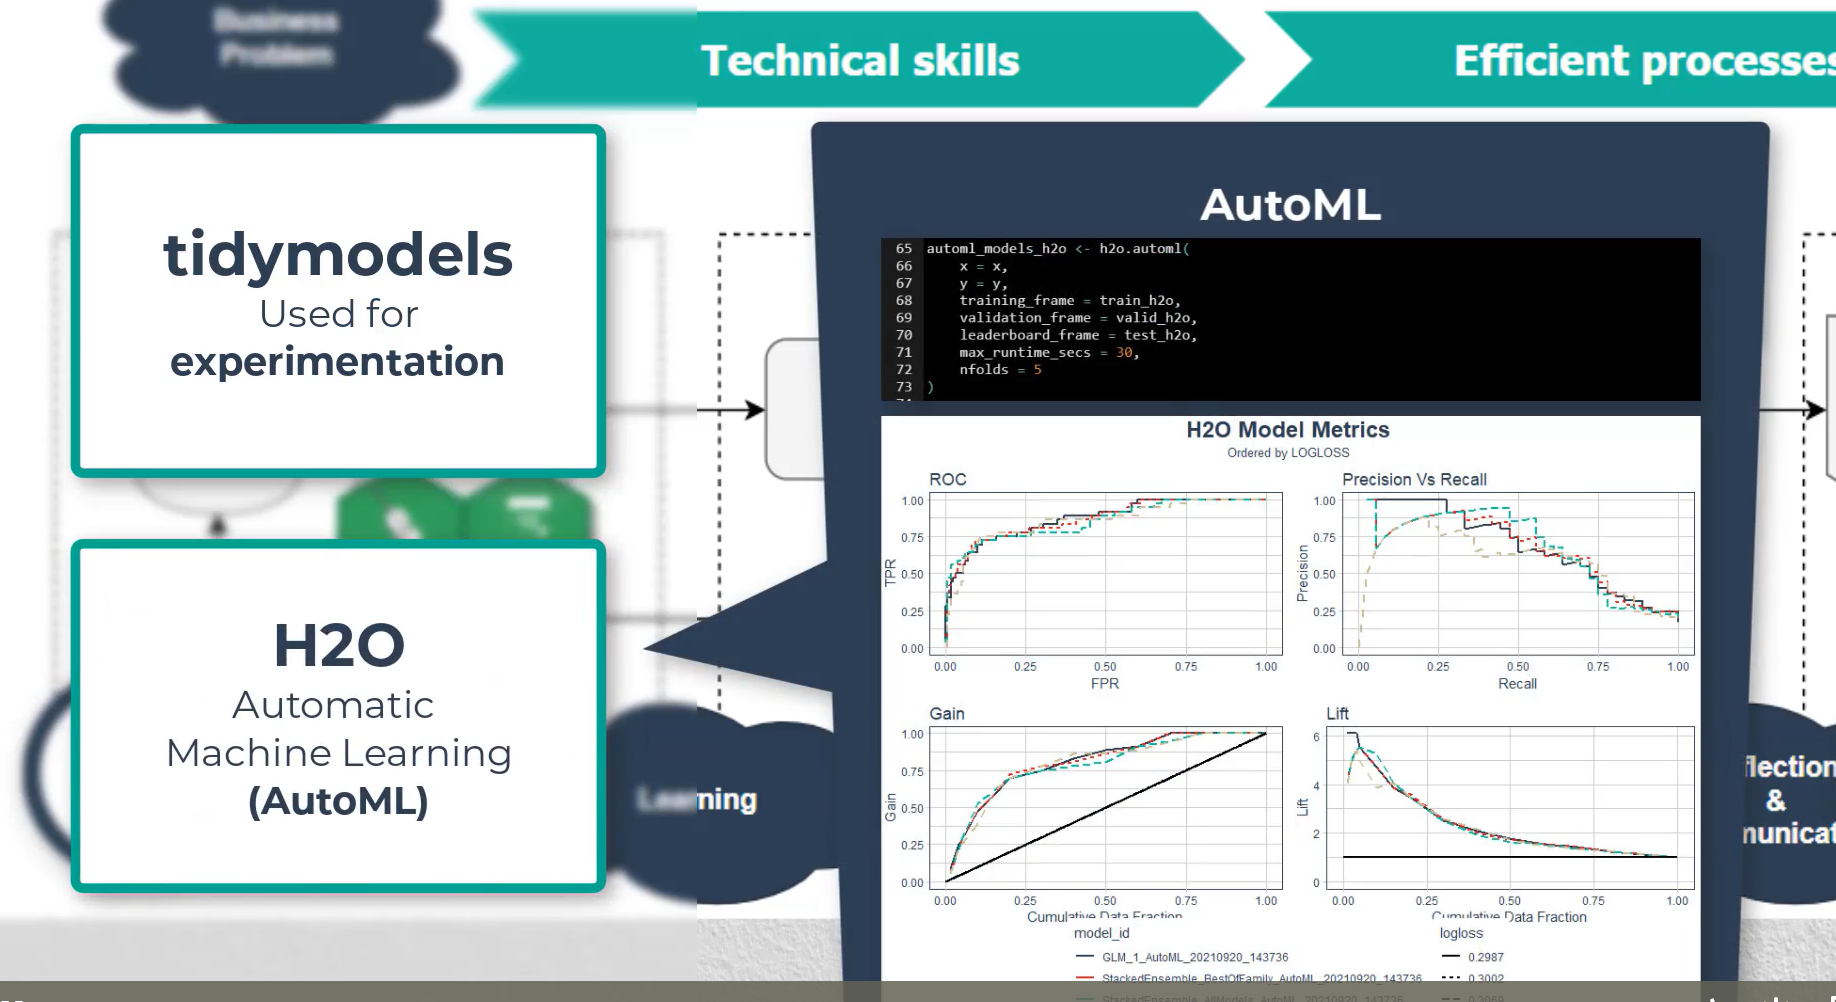 Business
Problem
Technical skills
Efficient processes
tidymodels
Used for
experimentation
H2O
Automatic
Machine Learning
(AutoML)
Learning
AutoML
65 automl_models_h2o <- h2o.automl(
66 x = x,
67 y = y,
68 training_frame = train_h2o,
69 validation_frame = valid_h2o,
70 leaderboard_frame = test_h2o,
71 max_runtime_secs = 30,
72 nfolds = 5
73 )
H2O Model Metrics
Ordered by LOGLOSS
ROC
1.00
0.75
0.50
0.25
0.00
TPR
0.00 0.25 0.50 0.75 1.00
FPR
Precision Vs Recall
1.00
0.75
0.50
0.25
0.00
Precision
0.00 0.25 0.50 0.75 1.00
Recall
Gain
1.00
0.75
0.50
0.25
0.00
Gain
0.00 0.25 0.50 0.75 1.00
Cumulative Data Fraction
Lift
6
4
2
0
Lift
0.00 0.25 0.50 0.75 1.00
Cumulative Data Fraction
model_id
GLM_1_AutoML_20210920_143736
StackedEnsemble_BestOfFamily_AutoML_20210920_143736
StackedEnsemble_AllModels_AutoML_20210920_143736
logloss
0.2987
0.3002
flection
&
municat